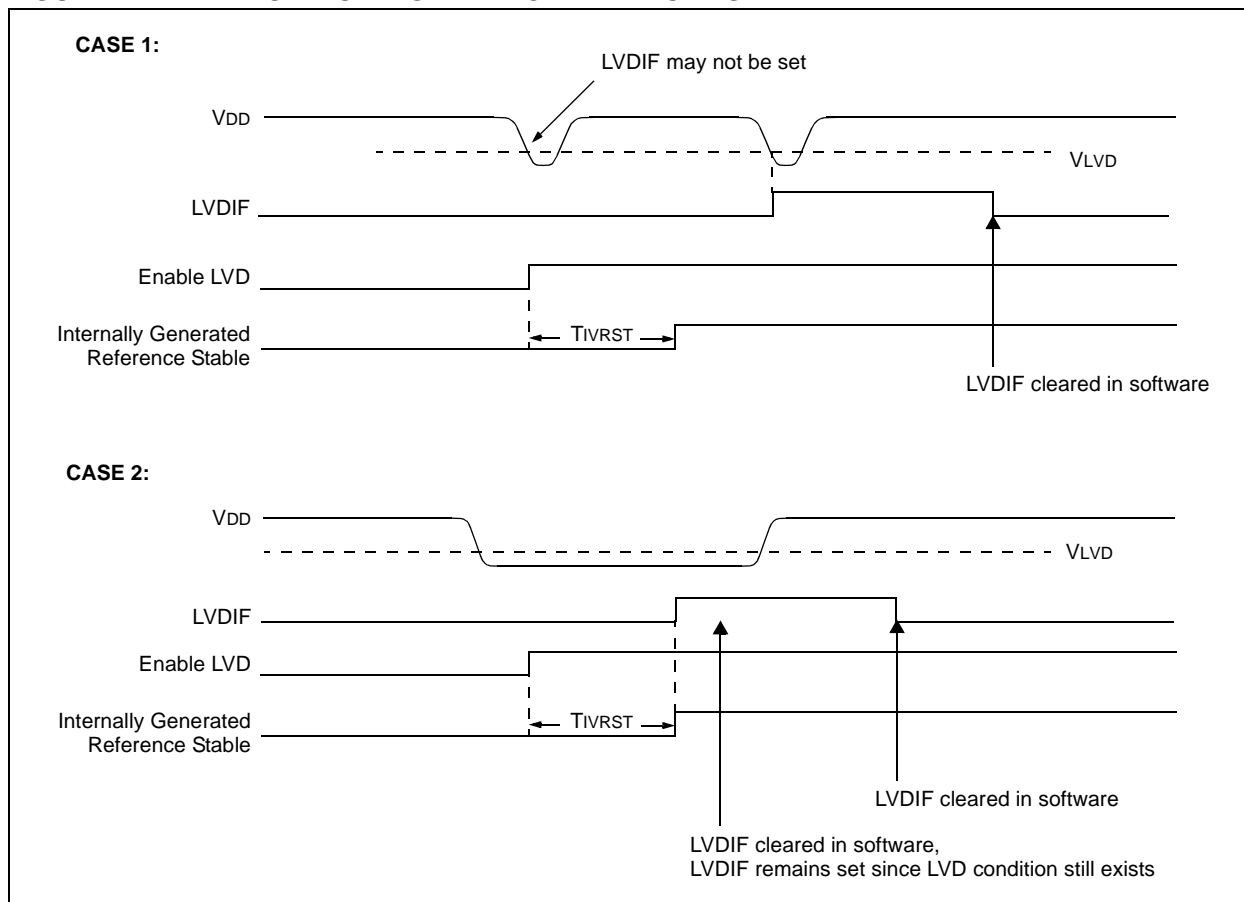 CASE 1:
LVDIF may not be set
VDD
VLVD
LVDIF
Enable LVD
TIVRST
Internally Generated
Reference Stable
LVDIF cleared in software
CASE 2:
VDD
VLVD
LVDIF
Enable LVD
TIVRST
Internally Generated
Reference Stable
LVDIF cleared in software
LVDIF cleared in software,
LVDIF remains set since LVD condition still exists